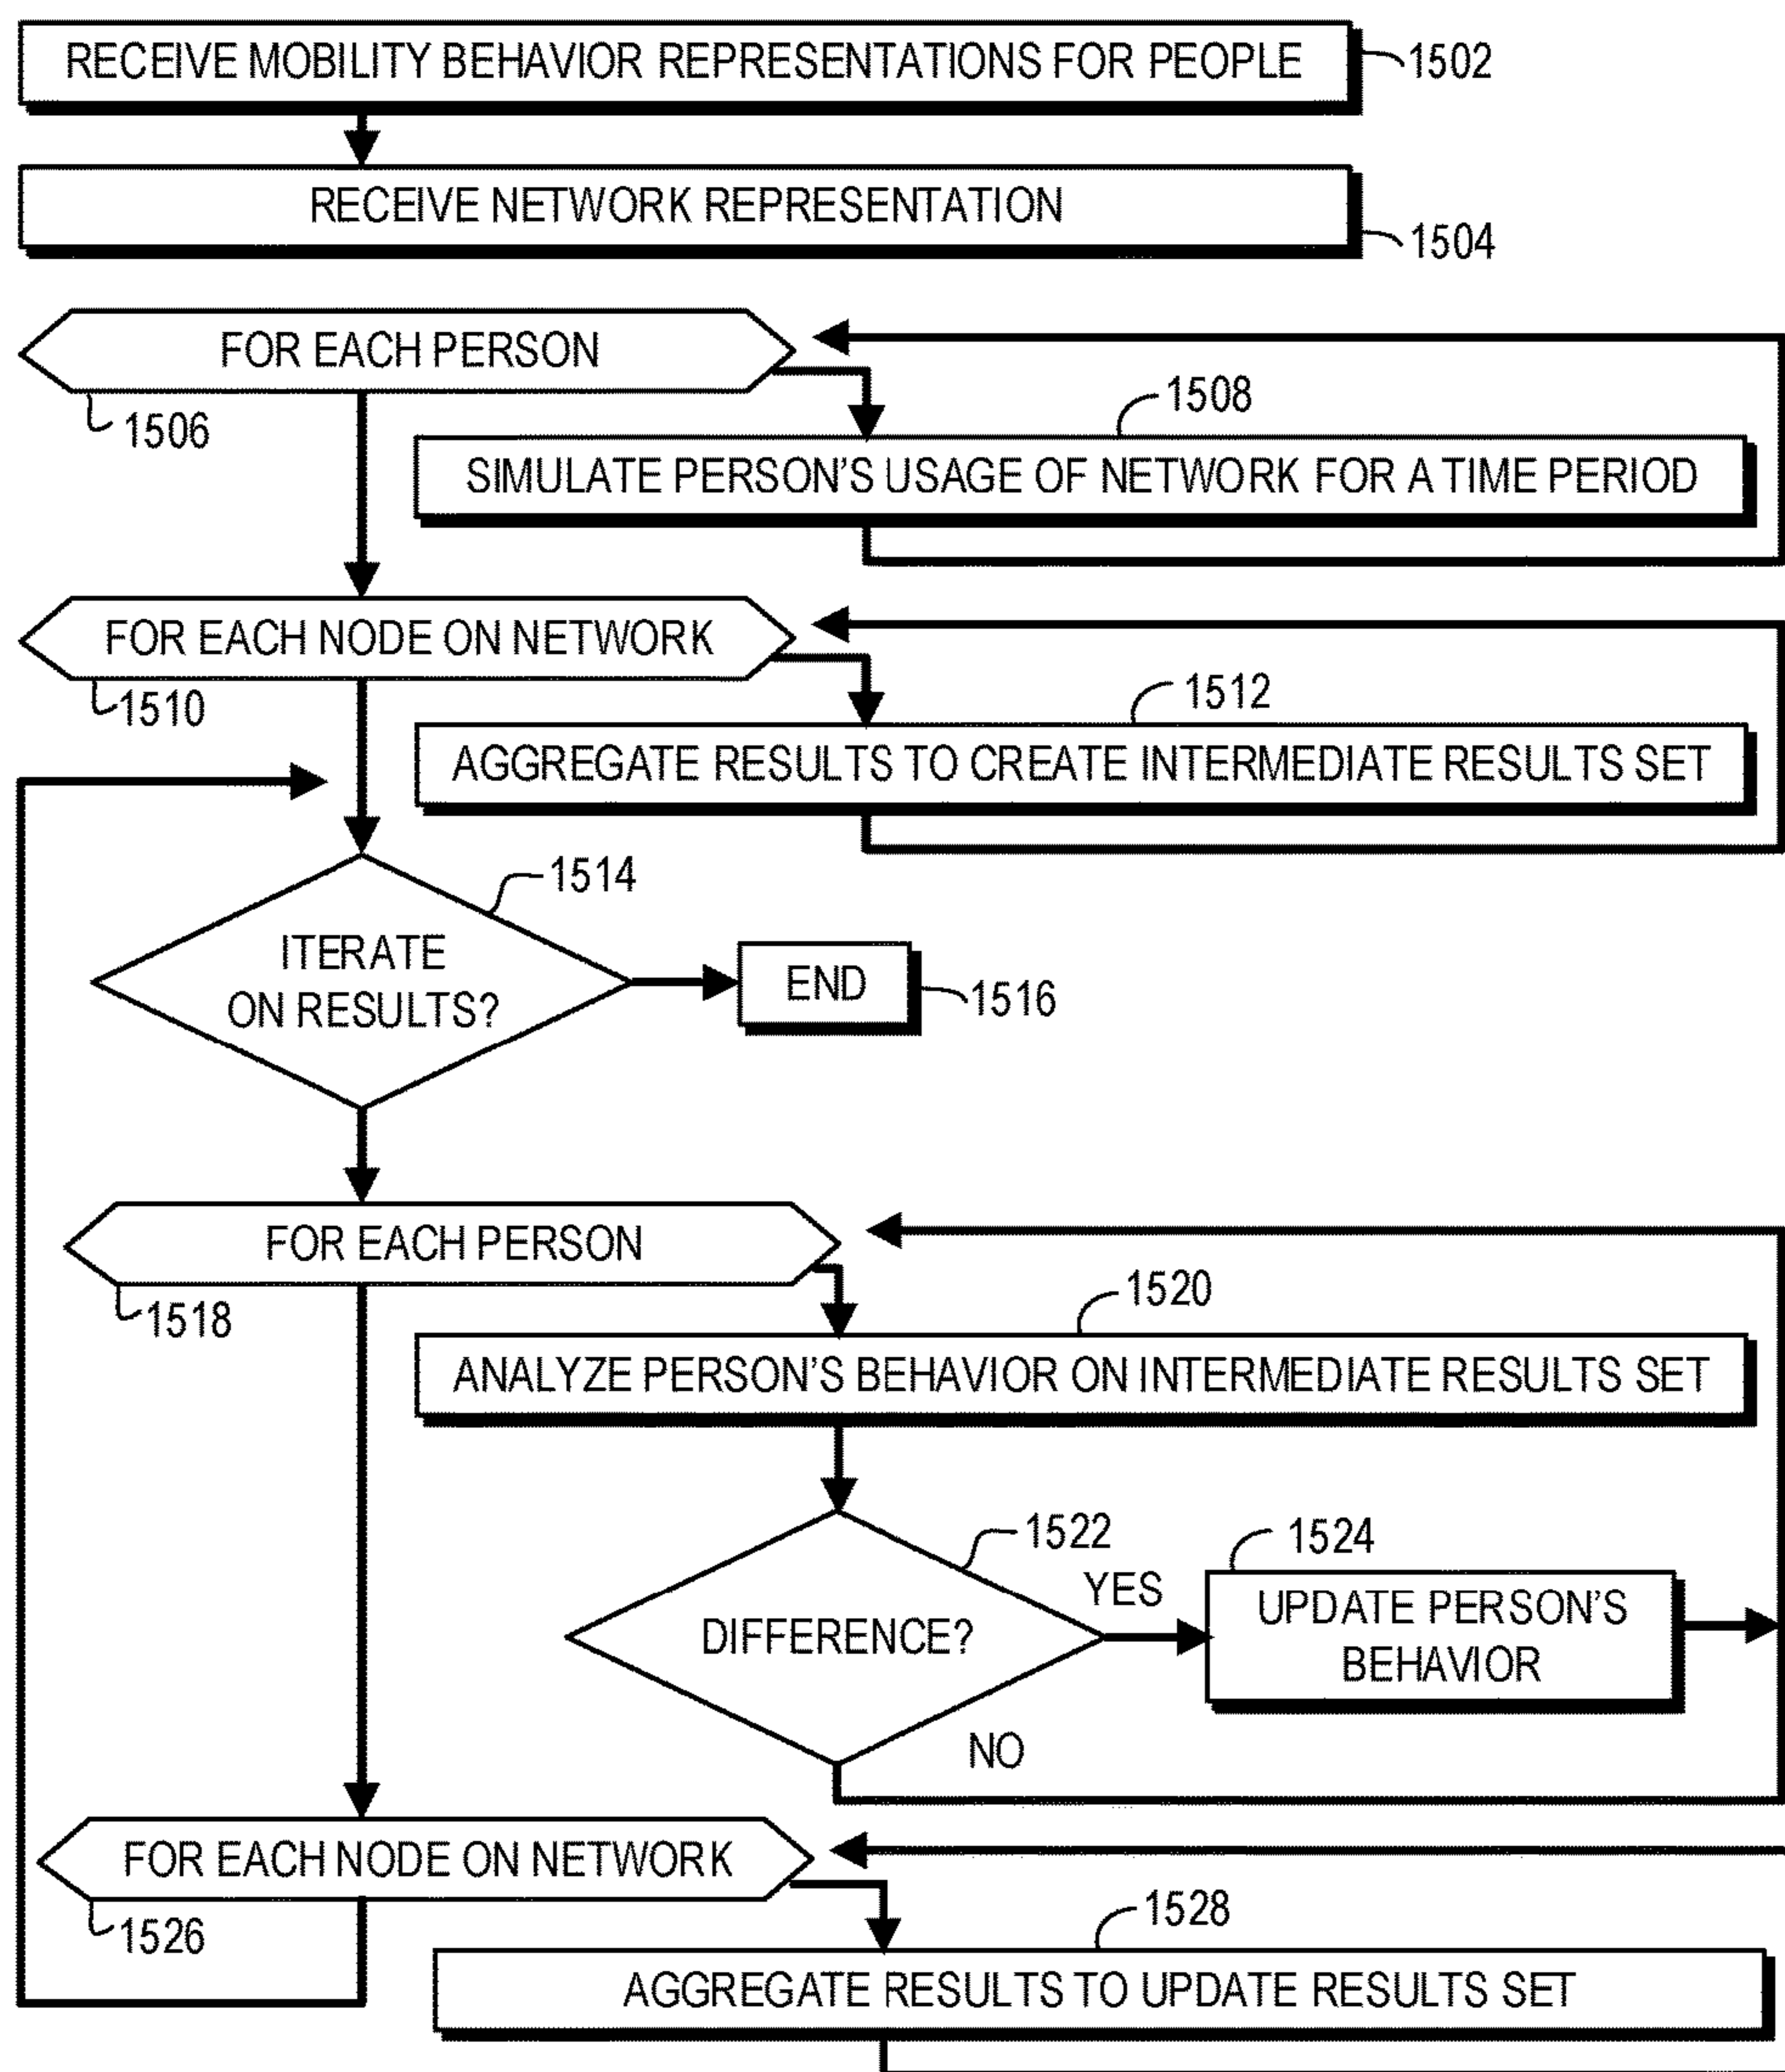 RECEIVE MOBILITY BEHAVIOR REPRESENTATIONS FOR PEOPLE
1502
RECEIVE NETWORK REPRESENTATION
1504
FOR EACH PERSON
1506
1508
SIMULATE PERSON'S USAGE OF NETWORK FOR A TIME PERIOD
FOR EACH NODE ON NETWORK
1510
1512
AGGREGATE RESULTS TO CREATE INTERMEDIATE RESULTS SET
1514
ITERATE
ON RESULTS?
END
1516
FOR EACH PERSON
1518
1520
ANALYZE PERSON'S BEHAVIOR ON INTERMEDIATE RESULTS SET
1522
DIFFERENCE?
YES
1524
UPDATE PERSON'S
BEHAVIOR
NO
FOR EACH NODE ON NETWORK
1526
1528
AGGREGATE RESULTS TO UPDATE RESULTS SET